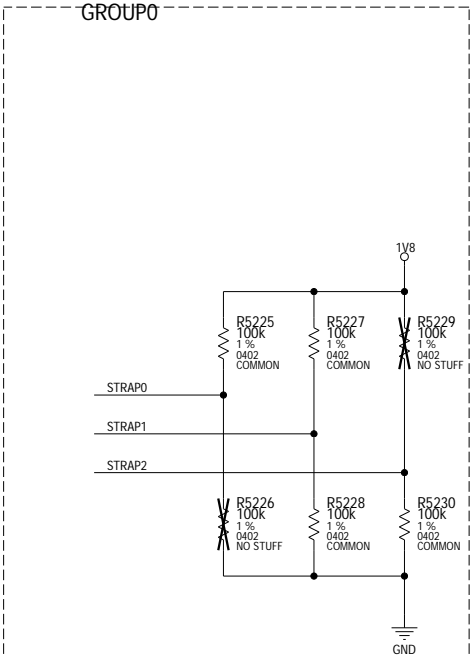 GROUP0
1V8
R5225
100k
1 %
0402
COMMON
R5227
100k
1 %
0402
COMMON
R5229
100k
1 %
0402
NO STUFF
STRAP0
STRAP1
STRAP2
R5226
100k
1 %
0402
NO STUFF
R5228
100k
1 %
0402
COMMON
R5230
100k
1 %
0402
COMMON
GND